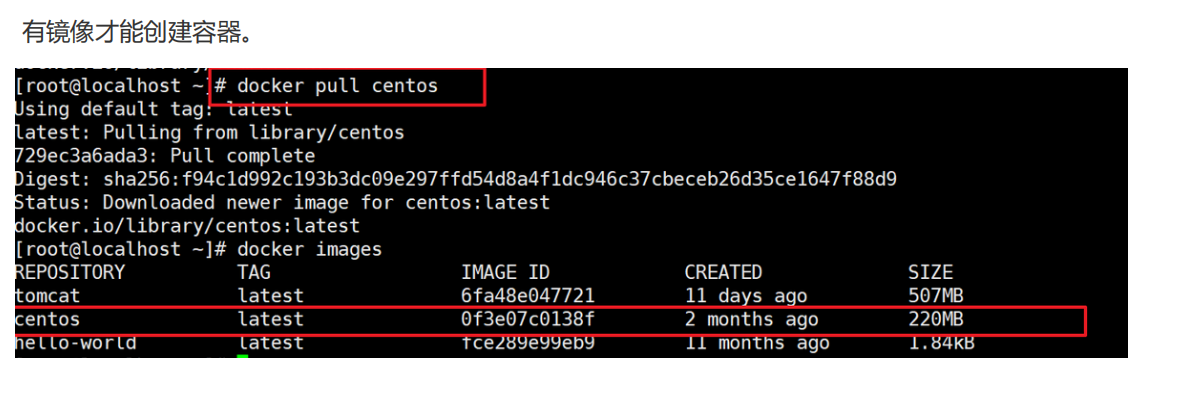 有镜像才能创建容器。
[root@localhost ~]# docker pull centos
Using default tag: latest
latest: Pulling from library/centos
729ec3a6ada3: Pull complete
Digest: sha256:f94c1d992c193b3dc09e297ffd54d8a4f1dc946c37cbeceb26d35ce1647f88d9
Status: Downloaded newer image for centos:latest
docker.io/library/centos:latest
[root@localhost ~]# docker images
REPOSITORY TAG IMAGE ID CREATED SIZE
tomcat latest 6fa48e047721 11 days ago 507MB
centos latest 0f3e07c0138f 2 months ago 220MB
hello-world latest fce289e99eb9 11 months ago 1.84kB